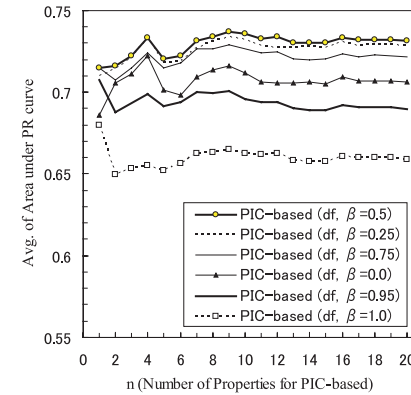 0.75
0.7
0.65
0.6
0.55
Avg. of Area under PR curve
PIC-based (df, β=0.5)
PIC-based (df, β=0.25)
PIC-based (df, β=0.75)
PIC-based (df, β=0.0)
PIC-based (df, β=0.95)
PIC-based (df, β=1.0)
0 2 4 6 8 10 12 14 16 18 20
n (Number of Properties for PIC-based)